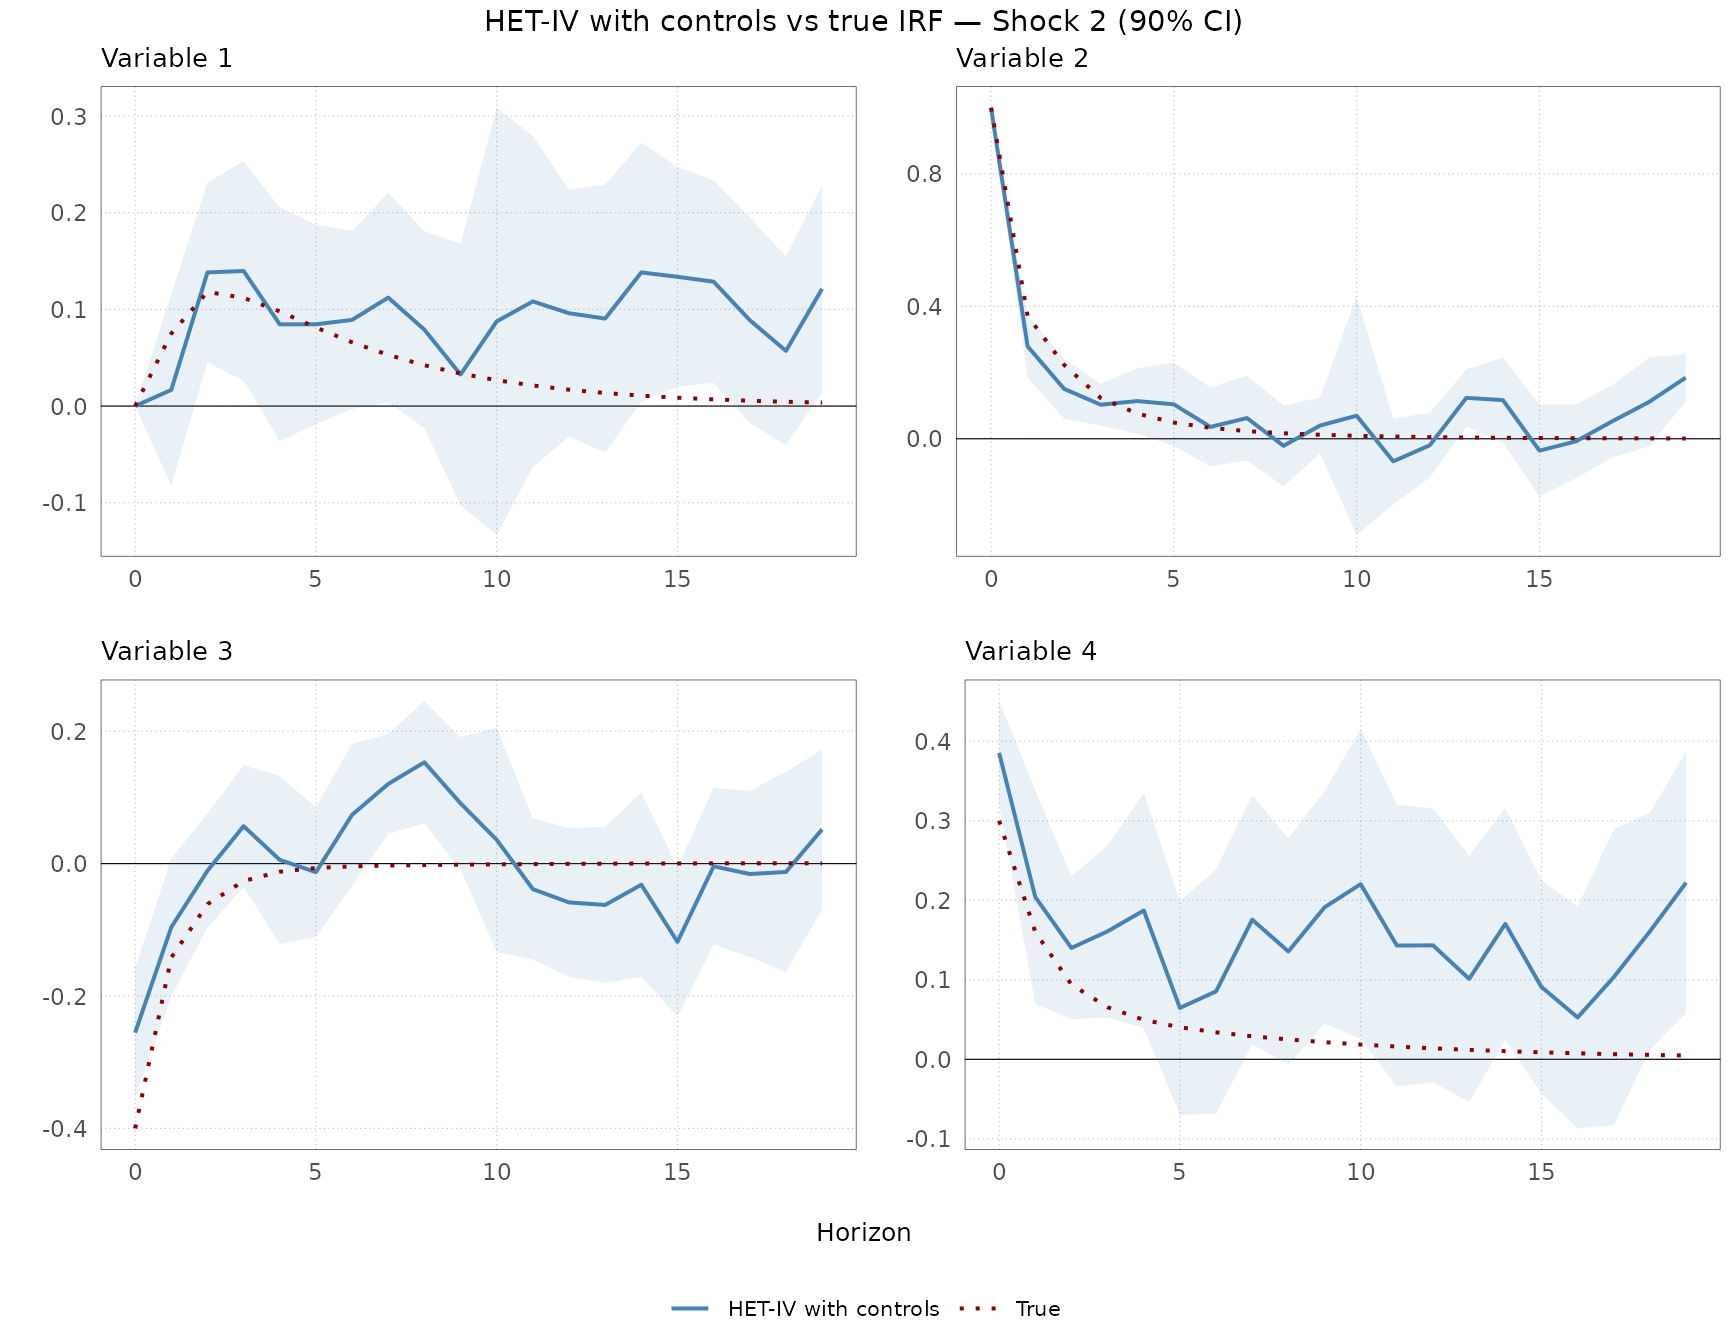 HET-IV with controls vs true IRF — Shock 2 (90% CI)
Variable 1
0.3
0.2
0.1
0.0
-0.1
0 5 10 15
Variable 2
0.8
0.4
0.0
0 5 10 15
Variable 3
0.2
0.0
-0.2
-0.4
0 5 10 15
Variable 4
0.4
0.3
0.2
0.1
0.0
-0.1
0 5 10 15
Horizon
HET-IV with controls True